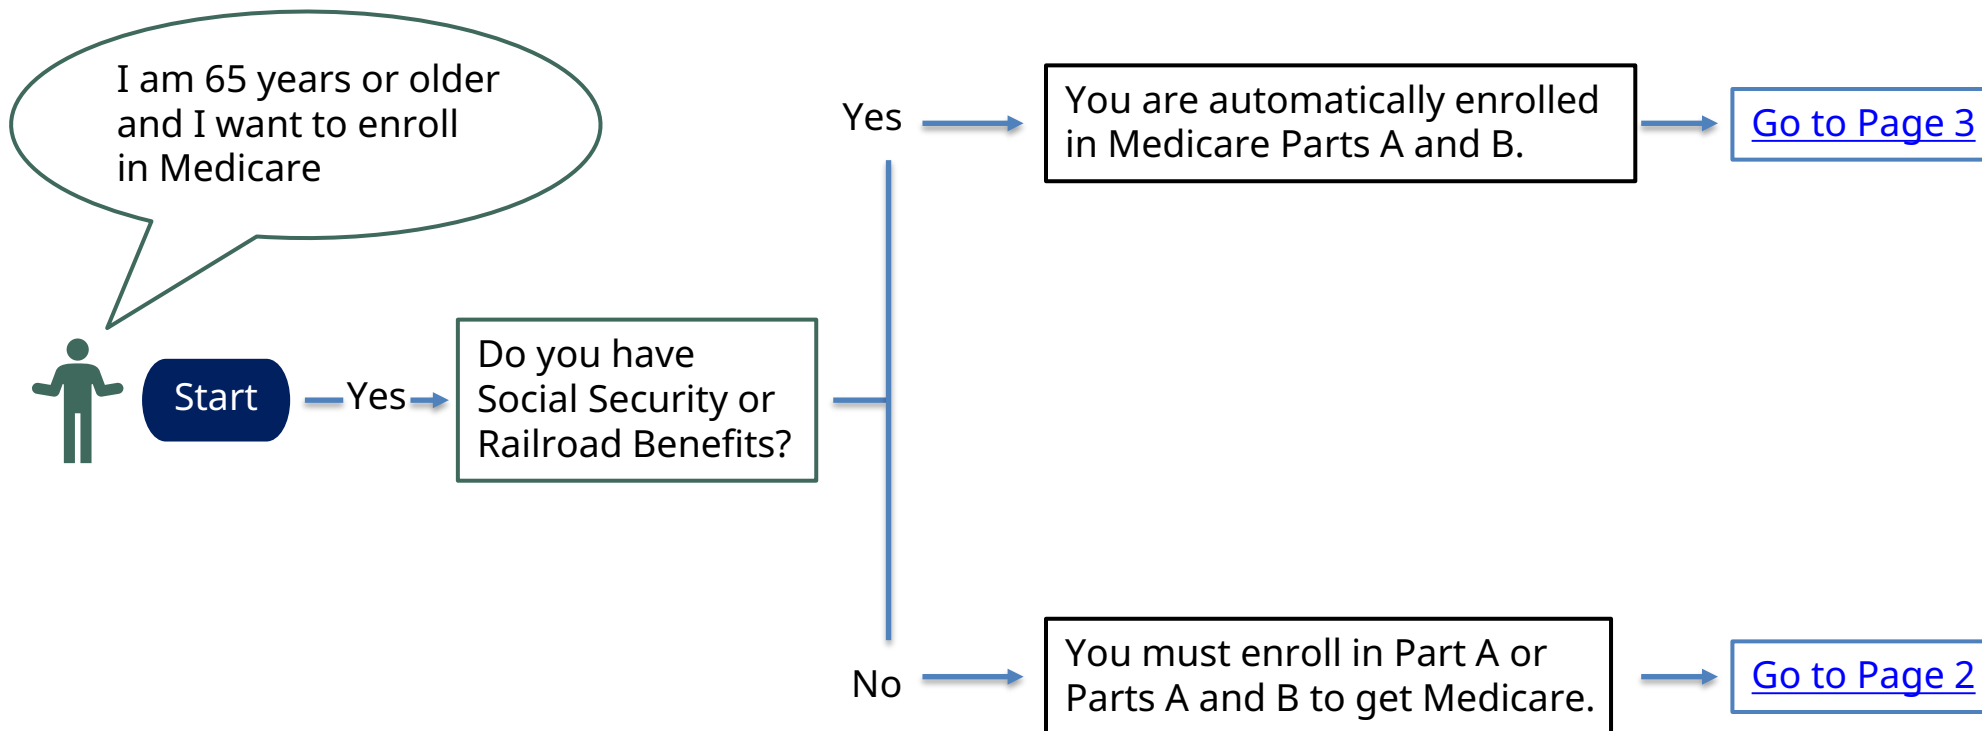 I am 65 years or older
and I want to enroll
in Medicare
Start
Yes
Do you have
Social Security or
Railroad Benefits?
Yes
You are automatically enrolled
in Medicare Parts A and B.
Go to Page 3
No
You must enroll in Part A or
Parts A and B to get Medicare.
Go to Page 2